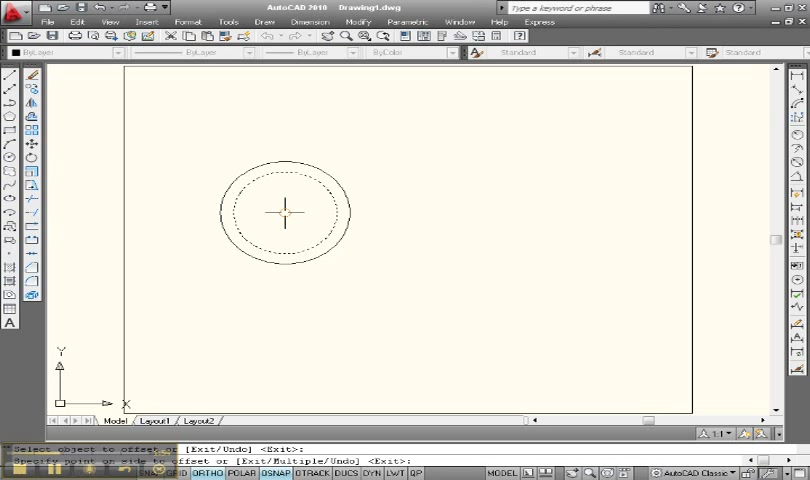 AutoCAD 2010 Drawing1.dwg Type a keyword or phrase
File Edit View Insert Format Tools Draw Dimension Modify Parametric Window Help Express
ByLayer ByLayer ByLayer ByColor Standard Standard Standard
Y
X
Model Layout1 Layout2
1:1
Select object to offset or [Exit/Undo] <Exit>:
Specify point on side to offset or [Exit/Multiple/Undo] <Exit>:
SNAP GRID ORTHO POLAR OSNAP OTRACK DUCS DYN LWT QP MODEL AutoCAD Classic